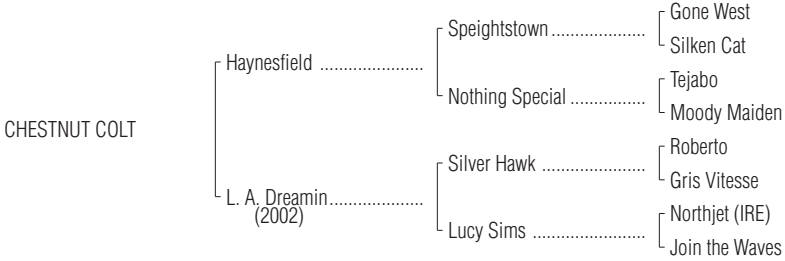 Gone West
Speightstown ....................
Silken Cat
Haynesfield ......................
Tejabo
Nothing Special ................
Moody Maiden
CHESTNUT COLT
Roberto
Silver Hawk ......................
Gris Vitesse
L. A. Dreamin....................
(2002)
Northjet (IRE)
Lucy Sims ........................
Join the Waves